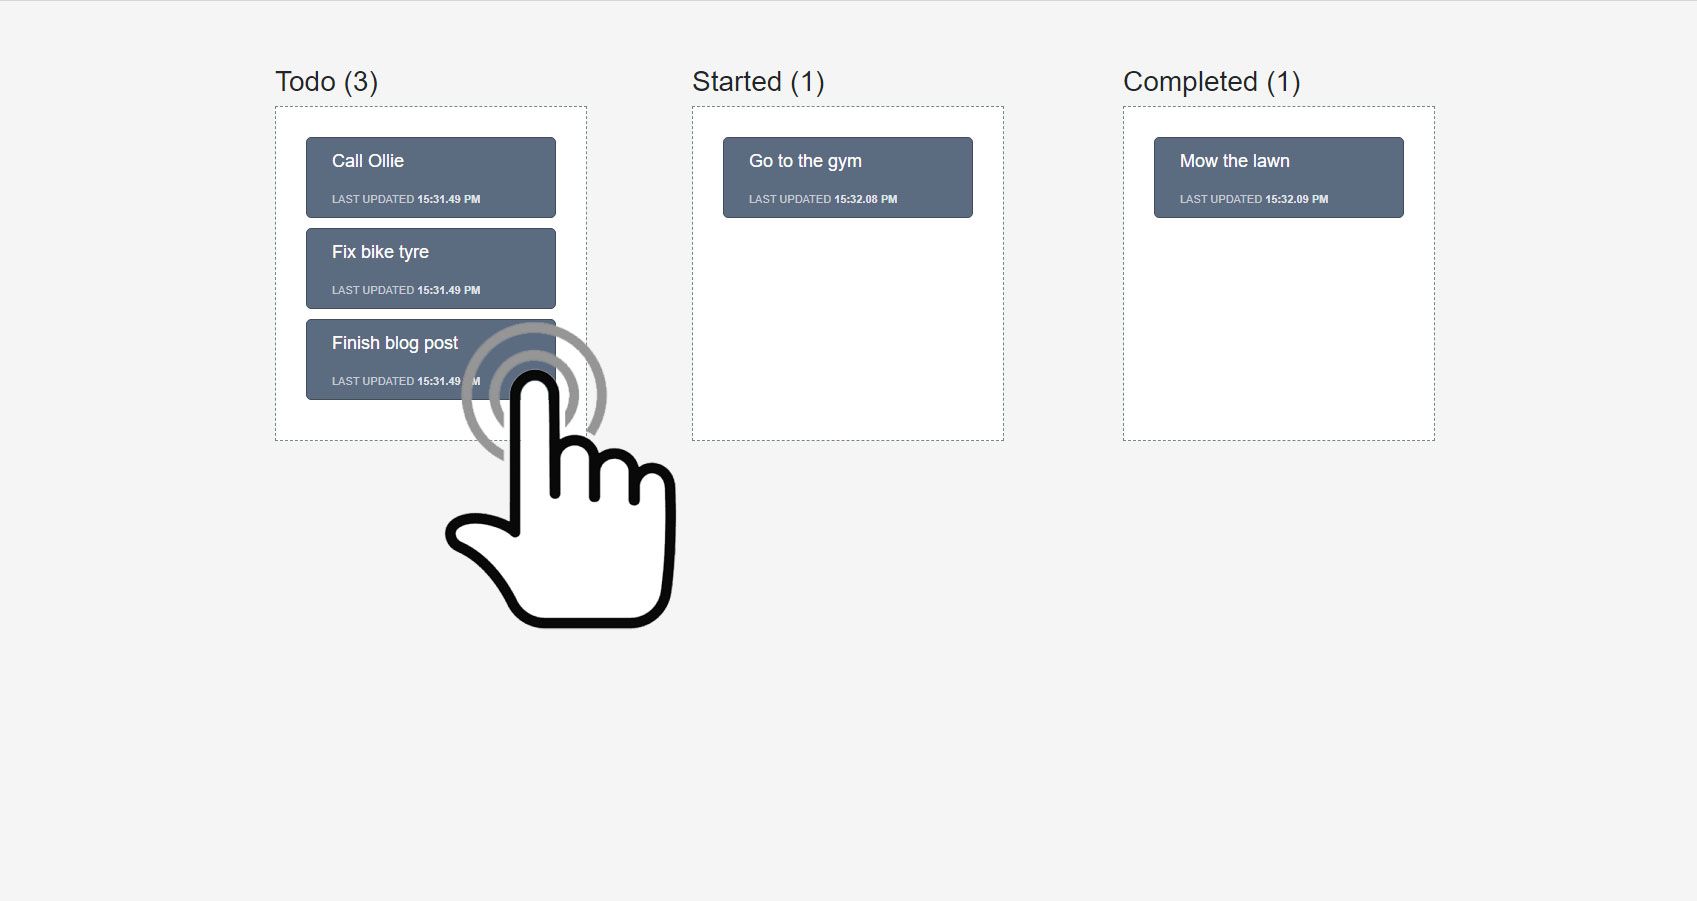 Todo (3)
Call Ollie
LAST UPDATED 15:31.49 PM
Fix bike tyre
LAST UPDATED 15:31.49 PM
Finish blog post
LAST UPDATED 15:31.49 PM
Started (1)
Go to the gym
LAST UPDATED 15:32.08 PM
Completed (1)
Mow the lawn
LAST UPDATED 15:32.09 PM